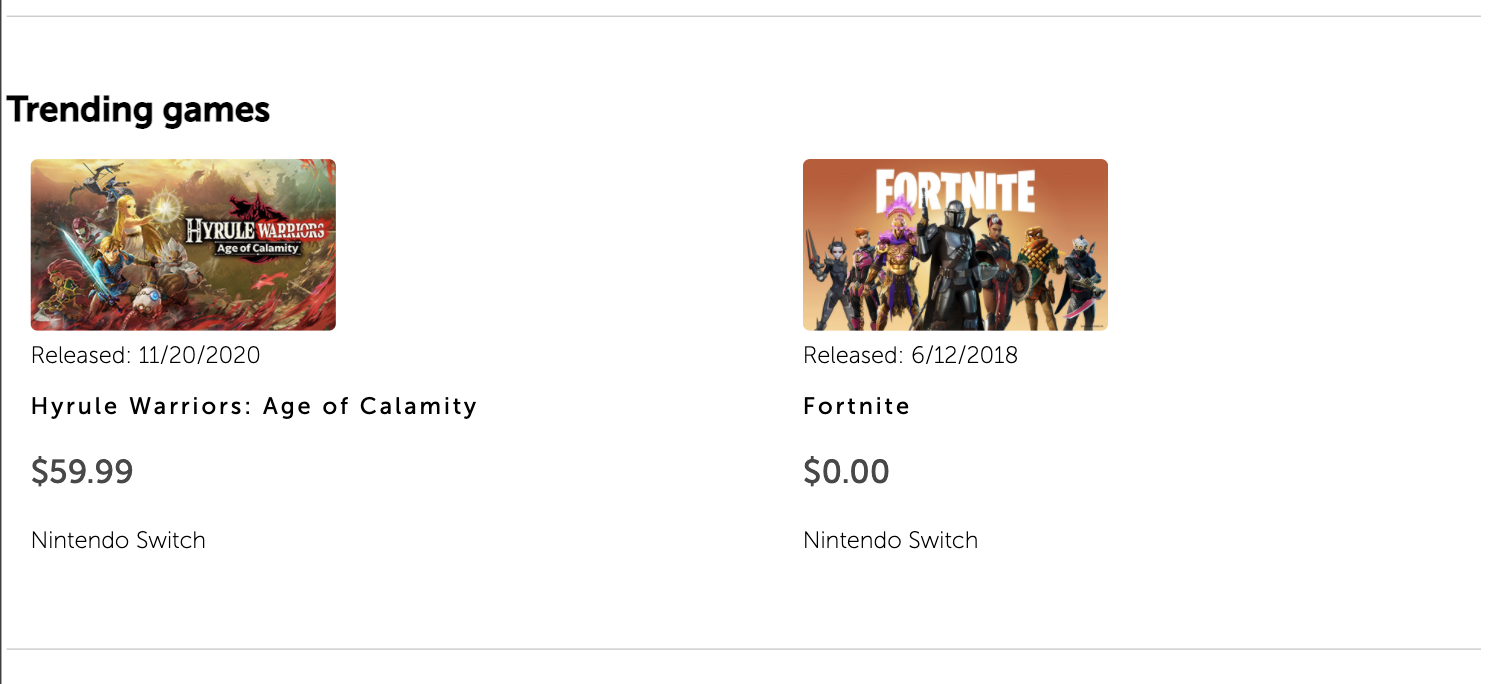 Trending games
HYRULE WARRIORS
Age of Calamity
Released: 11/20/2020
Hyrule Warriors: Age of Calamity
$59.99
Nintendo Switch
FORTNITE
Released: 6/12/2018
Fortnite
$0.00
Nintendo Switch